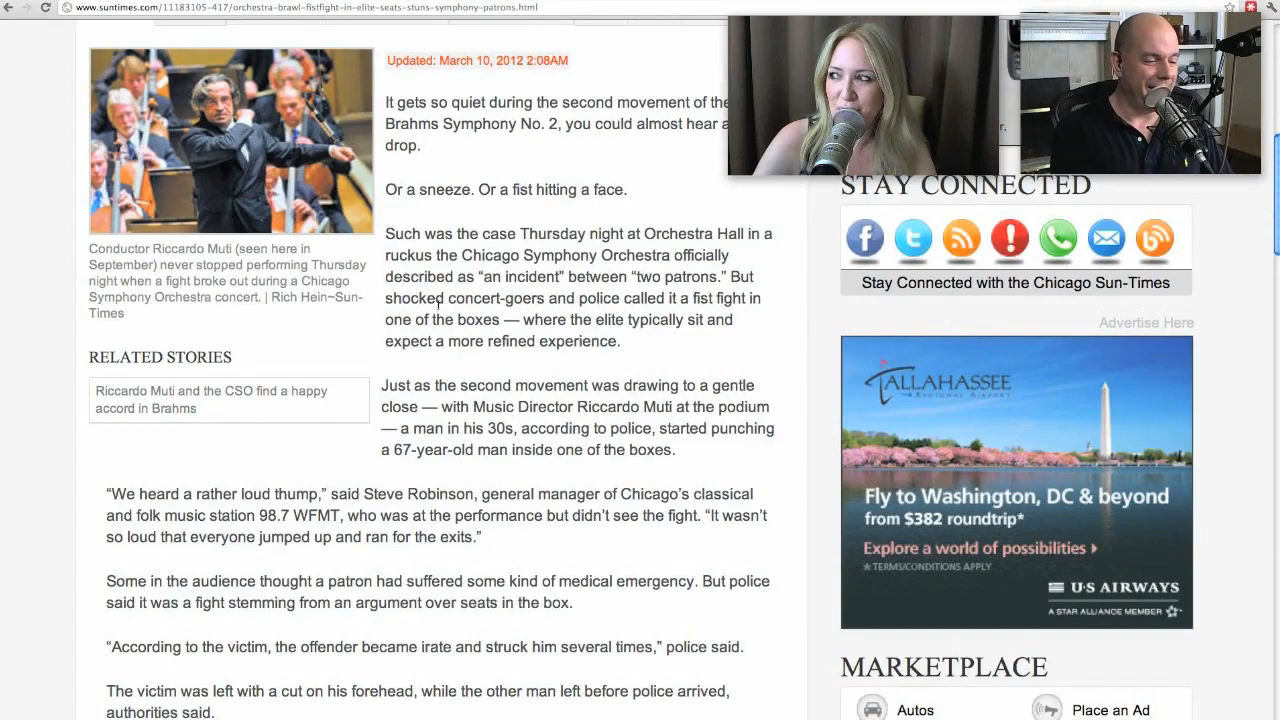 www.suntimes.com/11183105-417/orchestra-brawl-fistfight-in-elite-seats-stuns-symphony-patrons.html
Updated: March 10, 2012 2:08AM
It gets so quiet during the second movement of the
Brahms Symphony No. 2, you could almost hear a
drop.
Or a sneeze. Or a fist hitting a face.
Such was the case Thursday night at Orchestra Hall in a
ruckus the Chicago Symphony Orchestra officially
described as “an incident” between “two patrons.” But
shocked concert-goers and police called it a fist fight in
one of the boxes — where the elite typically sit and
expect a more refined experience.
Conductor Riccardo Muti (seen here in
September) never stopped performing Thursday
night when a fight broke out during a Chicago
Symphony Orchestra concert. | Rich Hein~Sun-
Times
RELATED STORIES
Riccardo Muti and the CSO find a happy
accord in Brahms
Just as the second movement was drawing to a gentle
close — with Music Director Riccardo Muti at the podium
— a man in his 30s, according to police, started punching
a 67-year-old man inside one of the boxes.
“We heard a rather loud thump,” said Steve Robinson, general manager of Chicago’s classical
and folk music station 98.7 WFMT, who was at the performance but didn’t see the fight. “It wasn’t
so loud that everyone jumped up and ran for the exits.”
Some in the audience thought a patron had suffered some kind of medical emergency. But police
said it was a fight stemming from an argument over seats in the box.
“According to the victim, the offender became irate and struck him several times,” police said.
The victim was left with a cut on his forehead, while the other man left before police arrived,
authorities said.
r.
STAY CONNECTED
Stay Connected with the Chicago Sun-Times
Advertise Here
TALLAHASSEE
REGIONAL AIRPORT
Fly to Washington, DC & beyond
from $382 roundtrip*
Explore a world of possibilities
*TERMS/CONDITIONS APPLY
U·S AIRWAYS
A STAR ALLIANCE MEMBER
MARKETPLACE
Autos
Place an Ad